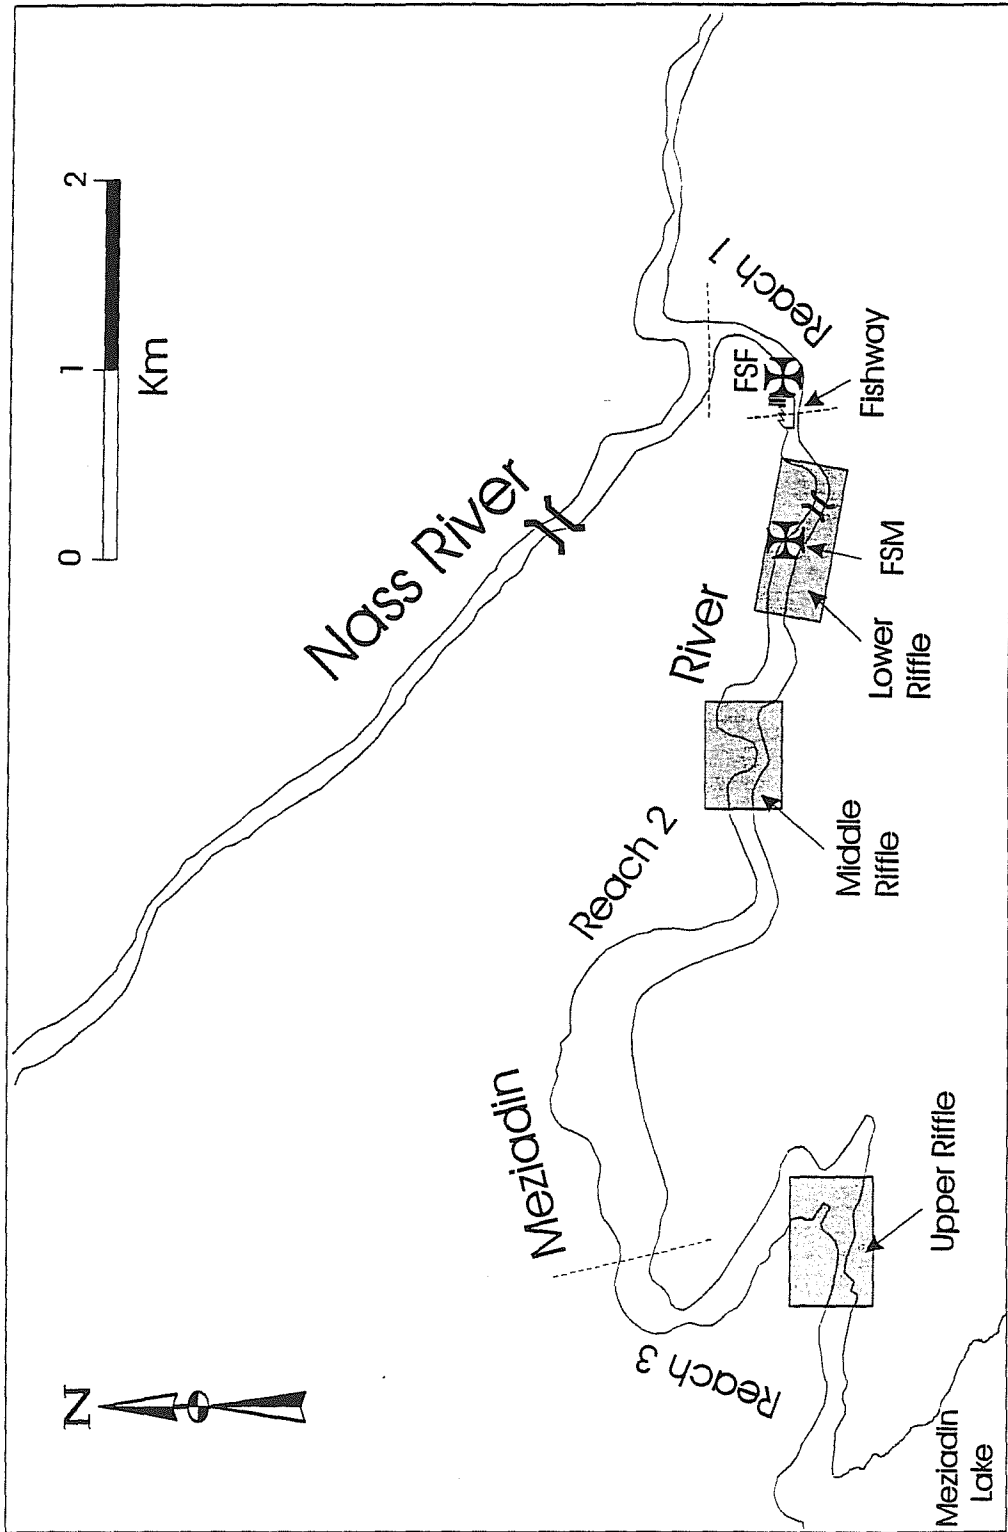 N
0 1 2
Km
Nass River
Meziadin
River
Reach 1
Reach 2
Reach 3
FSF
Fishway
FSM
Lower
Riffle
Middle
Riffle
Upper Riffle
Meziadin
Lake